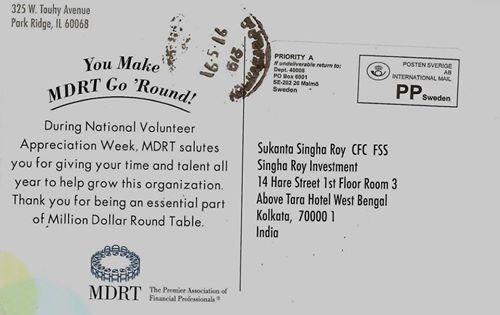 325 W. Touhy Avenue
Park Ridge, IL 60068
You Make
MDRT Go 'Round!
During National Volunteer
Appreciation Week, MDRT salutes
you for giving your time and talent all
year to help grow this organization.
Thank you for being an essential part
of Million Dollar Round Table.
MDRT
The Premier Association of
Financial Professionals®
16.5.16
PRIORITY A
If undeliverable return to:
Dept. 40008
PO Box 6001
SE-202 26 Malmö
Sweden
POSTEN SVERIGE
AB
INTERNATIONAL MAIL
PP Sweden
Sukanta Singha Roy CFC FSS
Singha Roy Investment
14 Hare Street 1st Floor Room 3
Above Tara Hotel West Bengal
Kolkata, 70000 1
India